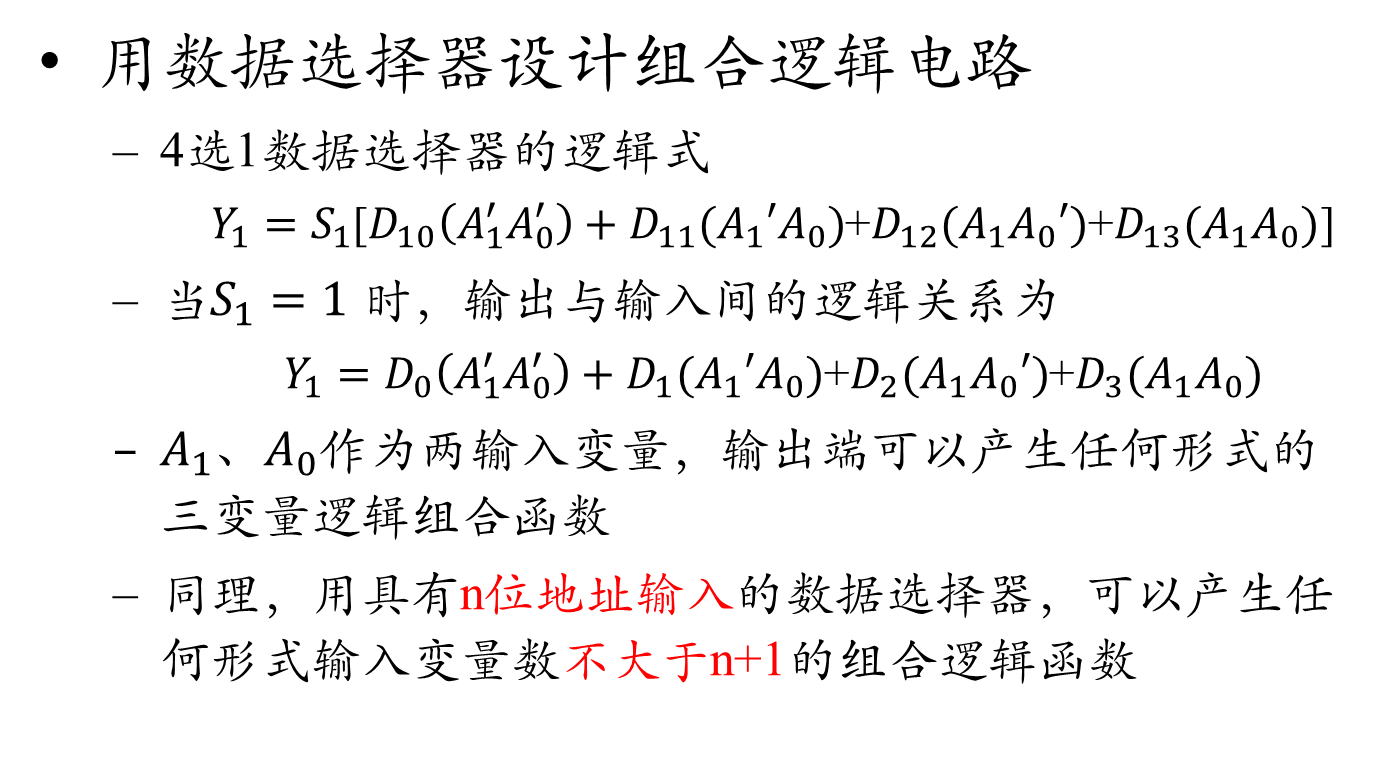 • 用数据选择器设计组合逻辑电路
– 4选1数据选择器的逻辑式
Y₁ = S₁[D₁₀(A₁′A₀′) + D₁₁(A₁′A₀)+D₁₂(A₁A₀′)+D₁₃(A₁A₀)]
– 当S₁ = 1 时，输出与输入间的逻辑关系为
Y₁ = D₀(A₁′A₀′) + D₁(A₁′A₀)+D₂(A₁A₀′)+D₃(A₁A₀)
– A₁、A₀作为两输入变量，输出端可以产生任何形式的
三变量逻辑组合函数
– 同理，用具有n位地址输入的数据选择器，可以产生任
何形式输入变量数不大于n+1的组合逻辑函数